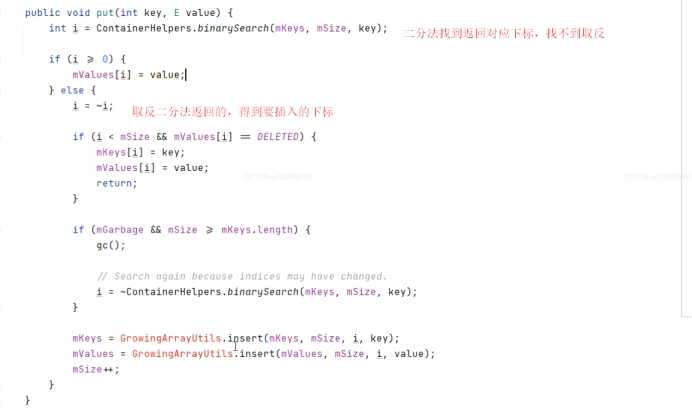 public void put(int key, E value) {
int i = ContainerHelpers.binarySearch(mKeys, mSize, key); 二分法找到返回对应下标，找不到取反
if (i ⩾ 0) {
mValues[i] = value;
} else {
i = ~i; 取反二分法返回的，得到要插入的下标
if (i < mSize && mValues[i] == DELETED) {
mKeys[i] = key;
mValues[i] = value;
return;
}
if (mGarbage && mSize ⩾ mKeys.length) {
gc();
// Search again because indices may have changed.
i = ~ContainerHelpers.binarySearch(mKeys, mSize, key);
}
mKeys = GrowingArrayUtils.insert(mKeys, mSize, i, key);
mValues = GrowingArrayUtils.insert(mValues, mSize, i, value);
mSize++;
}
}